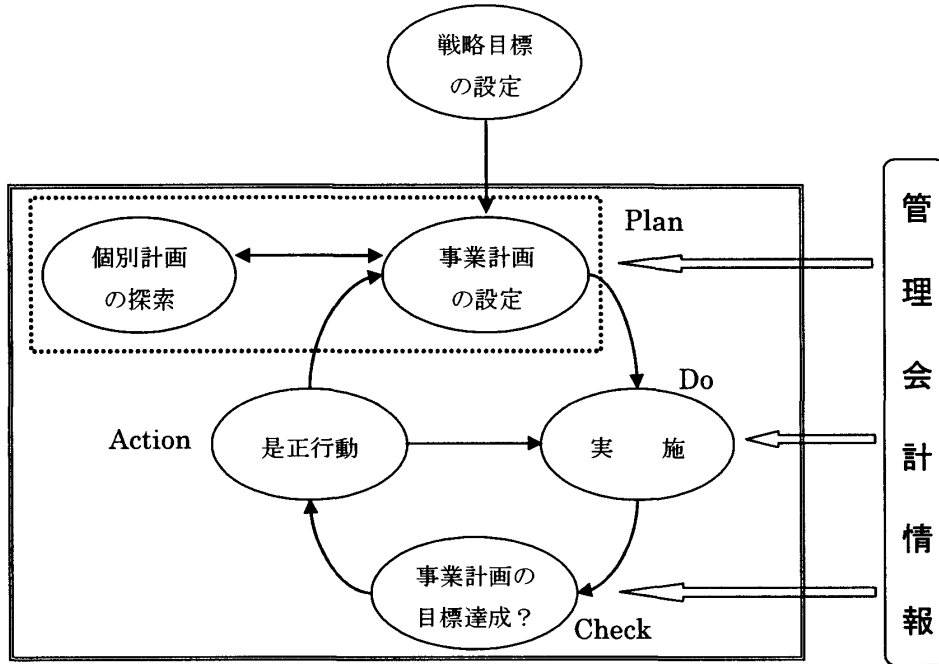 戦略目標
の設定
Plan
個別計画
の探索
事業計画
の設定
Do
Action
是正行動
実　施
事業計画の
目標達成？
Check
管理会計情報